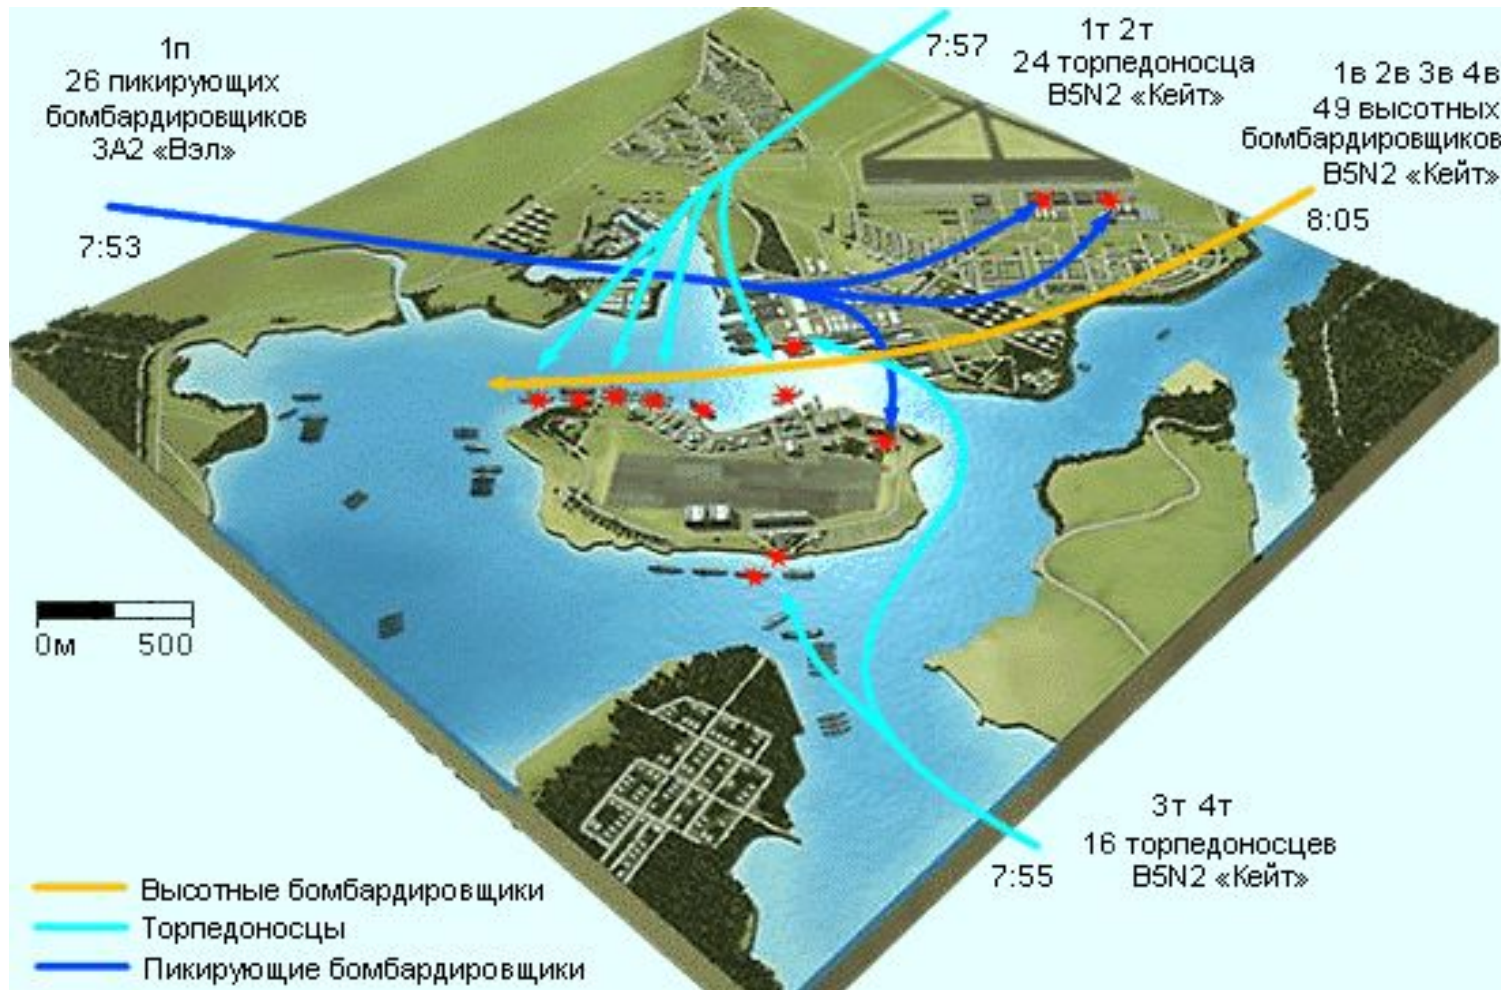 1п
26 пикирующих
бомбардировщиков
3А2 «Вэл»
7:53
7:57
1т 2т
24 торпедоносца
B5N2 «Кейт»
1в 2в 3в 4в
49 высотных
бомбардировщиков
B5N2 «Кейт»
8:05
0м 500
3т 4т
16 торпедоносцев
B5N2 «Кейт»
7:55
Высотные бомбардировщики
Торпедоносцы
Пикирующие бомбардировщики